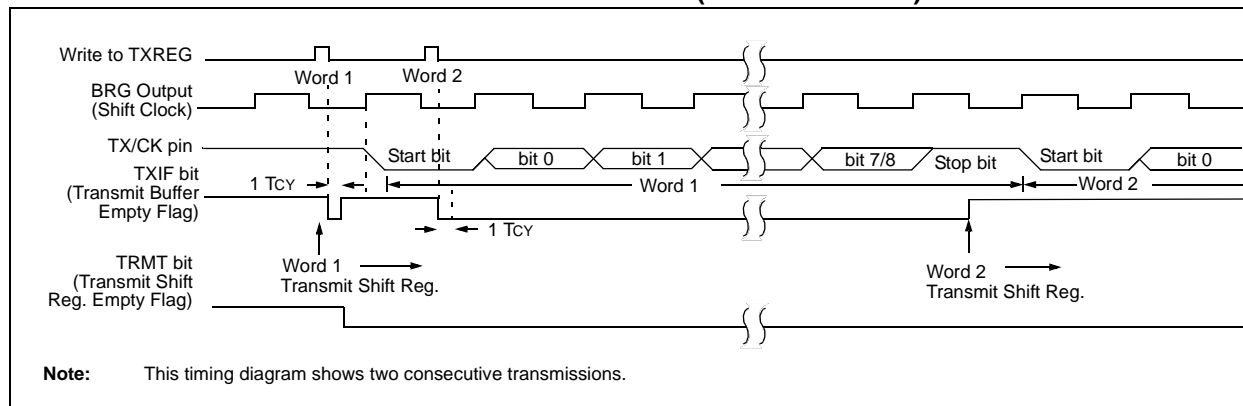 Write to TXREG
Word 1
Word 2
BRG Output
(Shift Clock)
TX/CK pin
Start bit
bit 0
bit 1
bit 7/8
Stop bit
Start bit
bit 0
TXIF bit
(Transmit Buffer
Empty Flag)
1 TCY
Word 1
Word 2
1 TCY
Word 1
Transmit Shift Reg.
Word 2
Transmit Shift Reg.
TRMT bit
(Transmit Shift
Reg. Empty Flag)
Note: This timing diagram shows two consecutive transmissions.